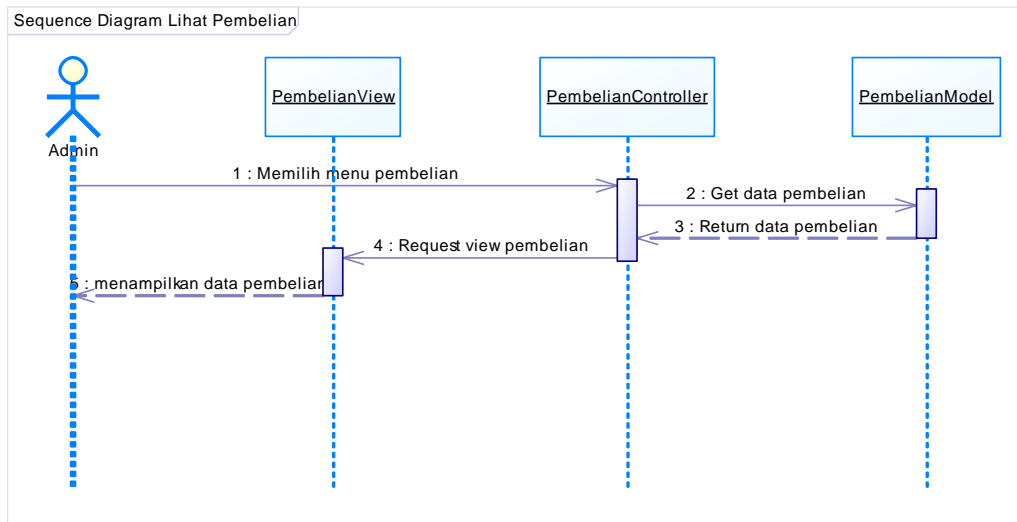 Sequence Diagram Lihat Pembelian
PembelianView
PembelianController
PembelianModel
Admin
1 : Memilih menu pembelian
2 : Get data pembelian
3 : Return data pembelian
4 : Request view pembelian
5 : menampilkan data pembelian